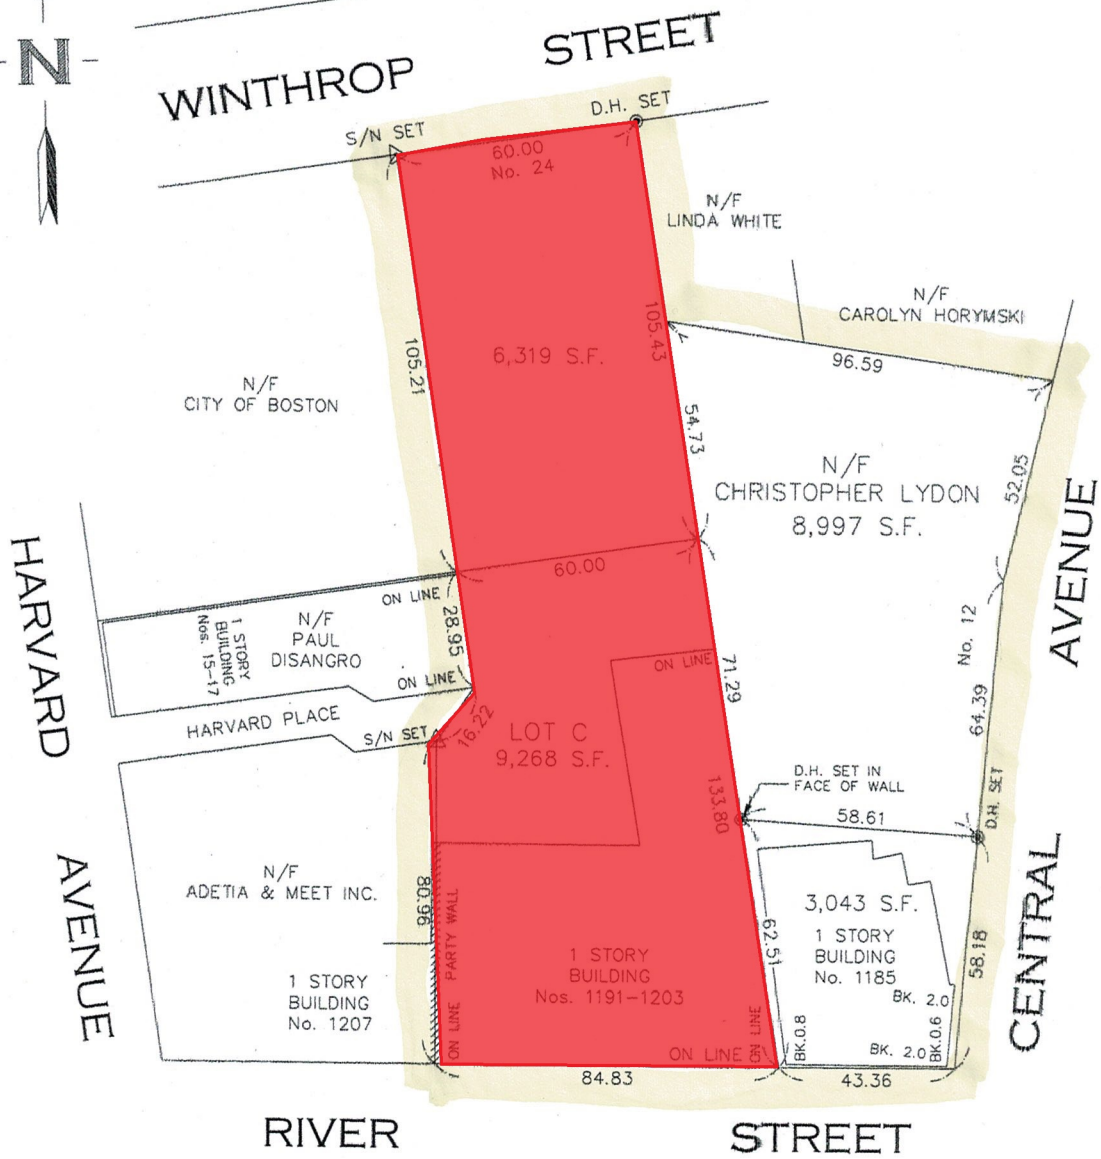 N
WINTHROP STREET
S/N SET
D.H. SET
60.00
No. 24
N/F
LINDA WHITE
N/F
CAROLYN HORYMSKI
96.59
105.43
6,319 S.F.
105.21
N/F
CITY OF BOSTON
54.73
N/F
CHRISTOPHER LYDON
8,997 S.F.
52.05
AVENUE
HARVARD
60.00
ON LINE
28.95
N/F
PAUL
DISANGRO
1 STORY
BUILDING
Nos. 15-17
ON LINE
ON LINE
71.29
No. 12
64.39
HARVARD PLACE
S/N SET
16.22
LOT C
9,268 S.F.
133.80
D.H. SET IN
FACE OF WALL
58.61
D.H. SET
AVENUE
N/F
ADETIA & MEET INC.
80.96
PARTY WALL
ON LINE
1 STORY
BUILDING
No. 1207
1 STORY
BUILDING
Nos. 1191-1203
62.51
ON LINE
ON LINE
3,043 S.F.
1 STORY
BUILDING
No. 1185
BK. 2.0
BK.0.8
BK. 2.0
BK.0.6
58.18
CENTRAL
84.83
43.36
RIVER STREET